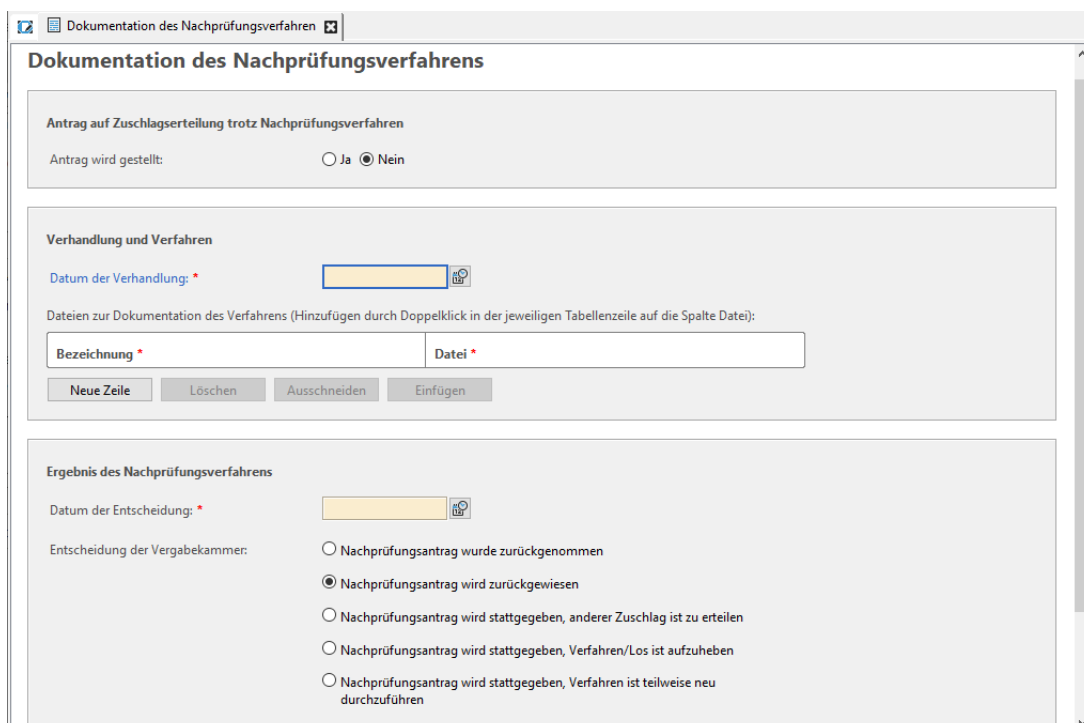 Dokumentation des Nachprüfungsverfahren
Dokumentation des Nachprüfungsverfahrens
Antrag auf Zuschlagserteilung trotz Nachprüfungsverfahren
Antrag wird gestellt: Ja Nein
Verhandlung und Verfahren
Datum der Verhandlung: *
Dateien zur Dokumentation des Verfahrens (Hinzufügen durch Doppelklick in der jeweiligen Tabellenzeile auf die Spalte Datei):
Bezeichnung * Datei *
Neue Zeile Löschen Ausschneiden Einfügen
Ergebnis des Nachprüfungsverfahrens
Datum der Entscheidung: *
Entscheidung der Vergabekammer: Nachprüfungsantrag wurde zurückgenommen
Nachprüfungsantrag wird zurückgewiesen
Nachprüfungsantrag wird stattgegeben, anderer Zuschlag ist zu erteilen
Nachprüfungsantrag wird stattgegeben, Verfahren/Los ist aufzuheben
Nachprüfungsantrag wird stattgegeben, Verfahren ist teilweise neu
durchzuführen